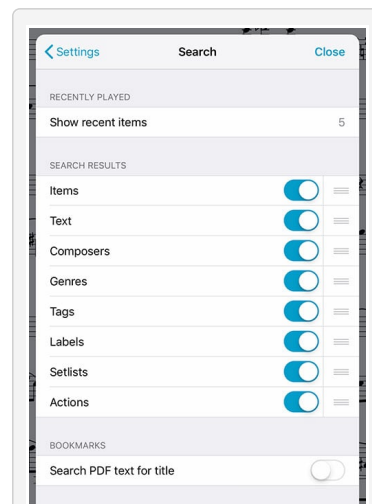 Settings
Search
Close
RECENTLY PLAYED
Show recent items 5
SEARCH RESULTS
Items
Text
Composers
Genres
Tags
Labels
Setlists
Actions
BOOKMARKS
Search PDF text for title